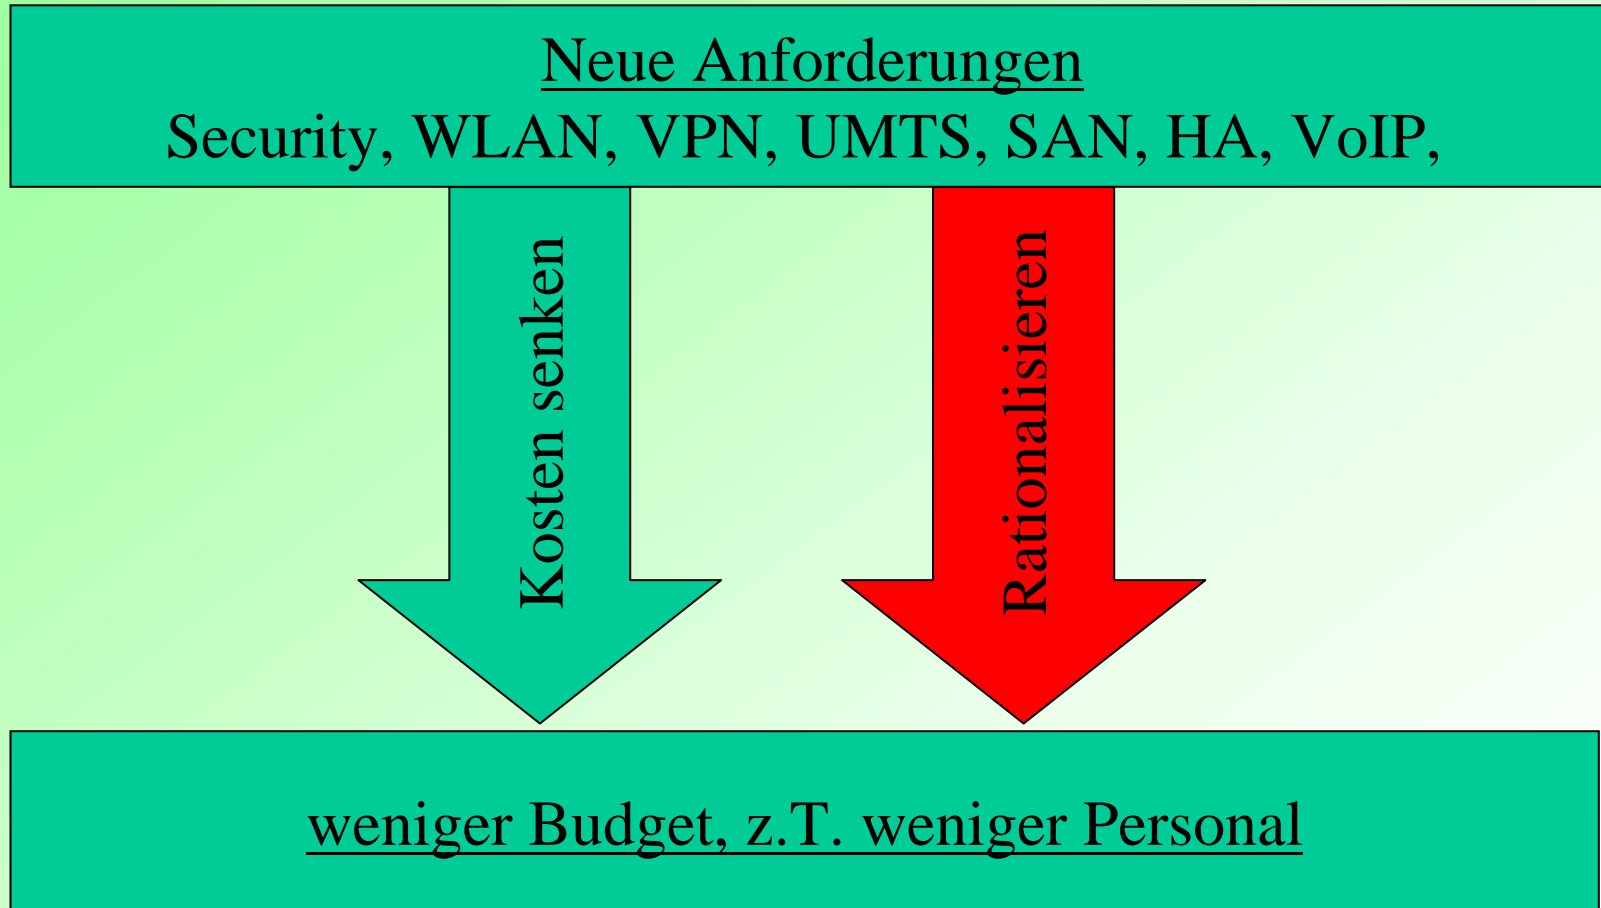 Neue Anforderungen
Security, WLAN, VPN, UMTS, SAN, HA, VoIP,
Kosten senken
Rationalisieren
weniger Budget, z.T. weniger Personal